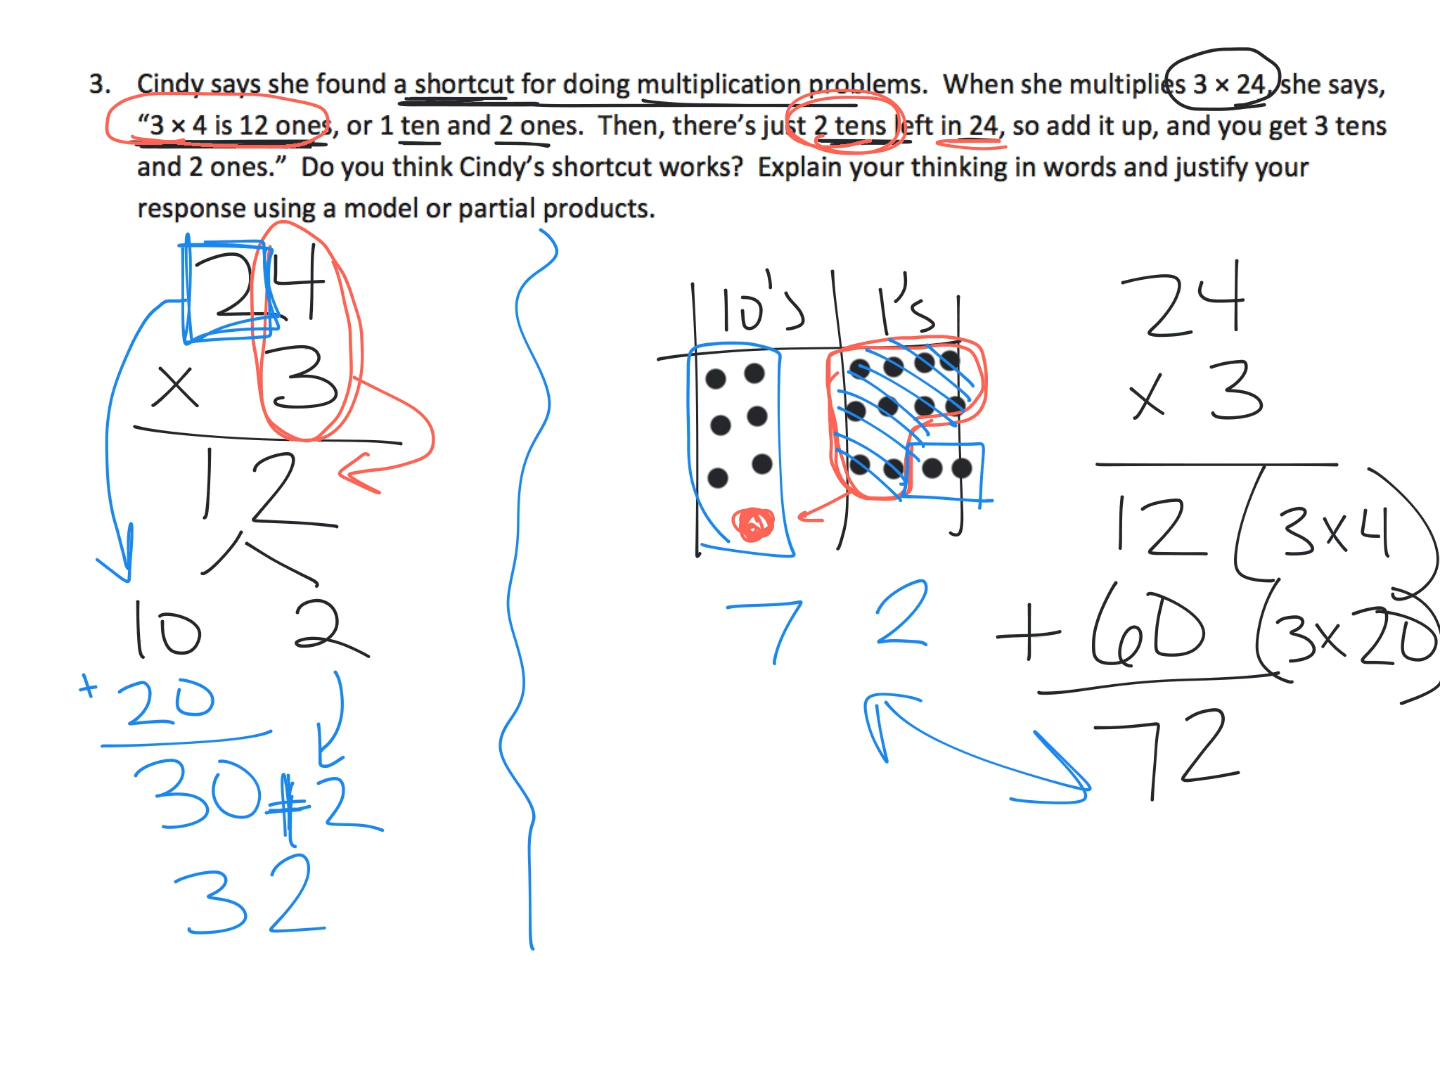 3. Cindy says she found a shortcut for doing multiplication problems. When she multiplies 3 × 24, she says,
“3 × 4 is 12 ones, or 1 ten and 2 ones. Then, there’s just 2 tens left in 24, so add it up, and you get 3 tens
and 2 ones.” Do you think Cindy’s shortcut works? Explain your thinking in words and justify your
response using a model or partial products.
24
x 3
12
10 2
+ 20
30 + 2
32
10's 1's
7 2
24
x 3
12 (3x4)
+ 60 (3x20)
72